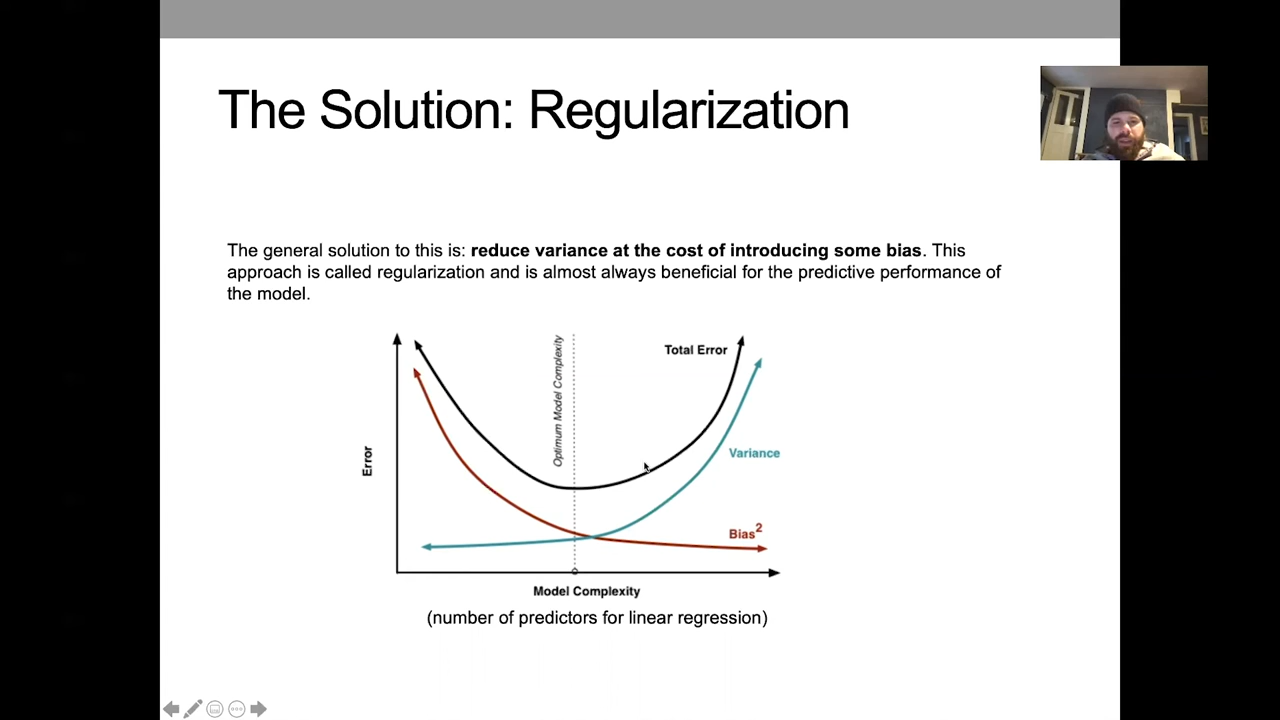 The Solution: Regularization
The general solution to this is: reduce variance at the cost of introducing some bias. This
approach is called regularization and is almost always beneficial for the predictive performance of
the model.
Optimum Model Complexity
Total Error
Error
Variance
Bias²
Model Complexity
(number of predictors for linear regression)